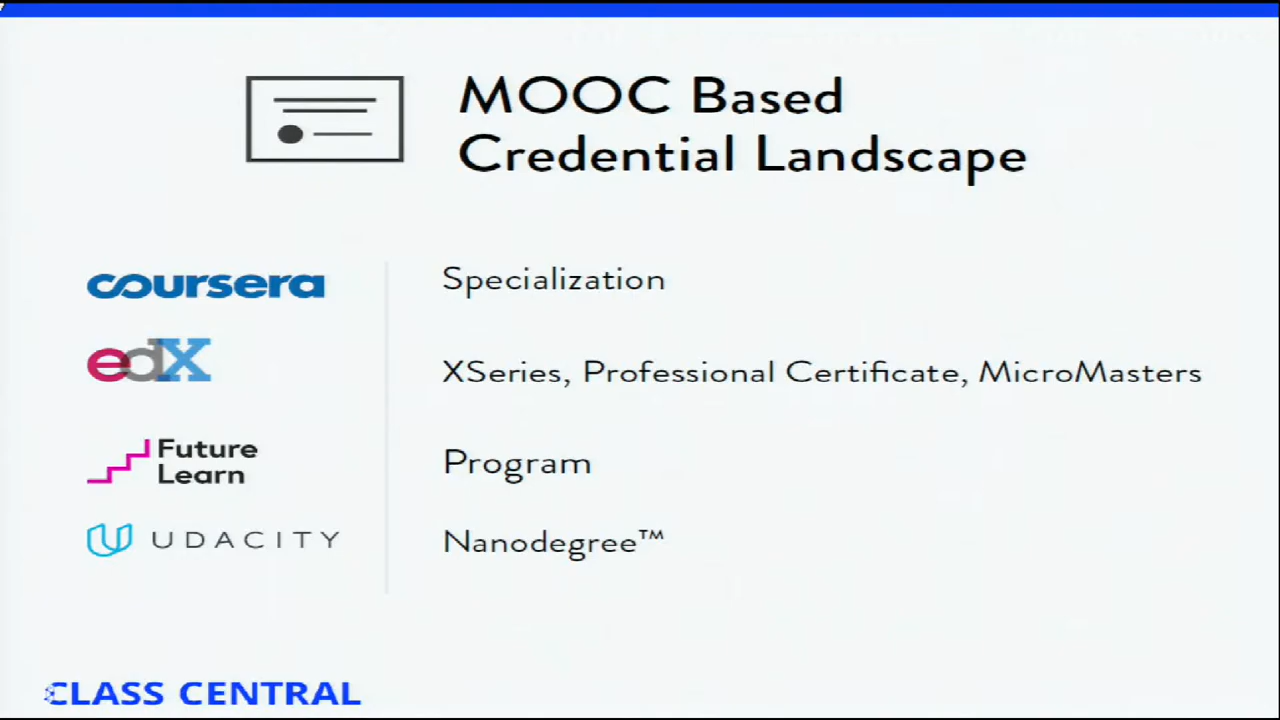 MOOC Based
Credential Landscape
coursera
Specialization
edX
XSeries, Professional Certificate, MicroMasters
Future
Learn
Program
UDACITY
Nanodegree™
CLASS CENTRAL